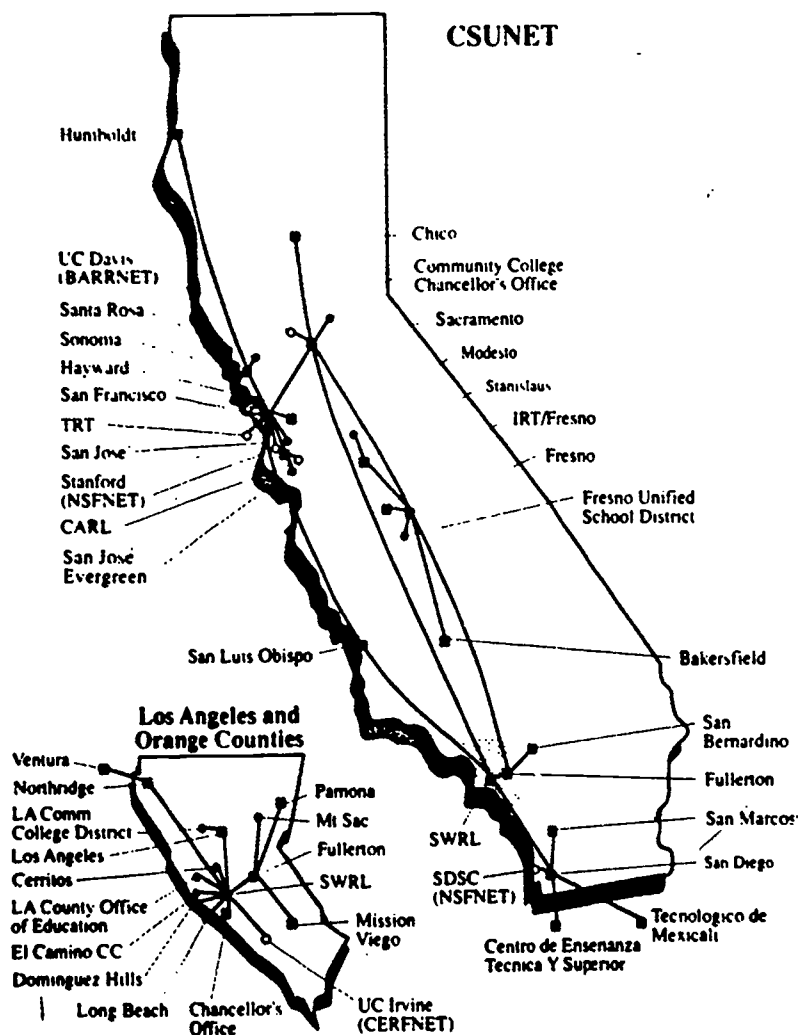 CSUNET
Humboldt
Chico
UC Davis
(BARRNET)
Community College
Chancellor's Office
Santa Rosa
Sacramento
Sonoma
Modesto
Hayward
Stanislaus
San Francisco
IRT/Fresno
TRT
San José
Fresno
Stanford
(NSFNET)
Fresno Unified
School District
CARL
San José
Evergreen
San Luis Obispo
Bakersfield
Los Angeles and
Orange Counties
San
Bernardino
Ventura
Northridge
Pamona
Fullerton
LA Comm
College District
Mt Sac
San Marcos
SWRL
Los Angeles
Fullerton
San Diego
Cerritos
SWRL
SDSC
(NSFNET)
LA County Office
of Education
Mission
Viego
Tecnologico de
Mexicali
El Camino CC
Centro de Ensenanza
Tecnica Y Superior
Dominguez Hills
Long Beach
Chancellor's
Office
UC Irvine
(CERFNET)